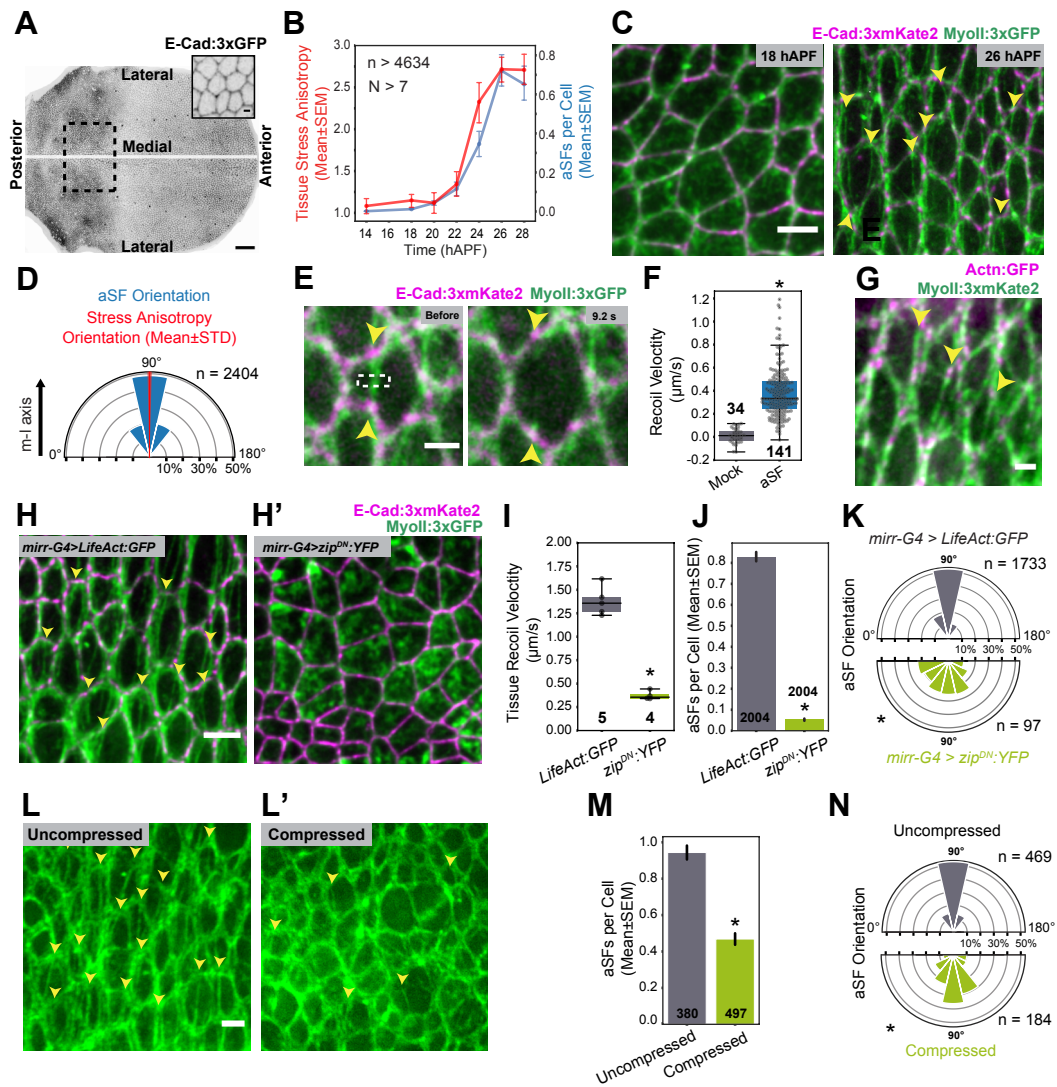 A
E-Cad:3xGFP
Lateral
Posterior
Medial
Anterior
Lateral
B
3.0
2.5
2.0
1.5
1.0
n > 4634
N > 7
0.8
0.6
0.4
0.2
0.0
Tissue Stress Anisotropy
(Mean±SEM)
aSFs per Cell
(Mean±SEM)
14 16 18 20 22 24 26 28
Time (hAPF)
C
E-Cad:3xmKate2 MyoII:3xGFP
18 hAPF
26 hAPF
E
D
aSF Orientation
Stress Anisotropy
Orientation (Mean±STD)
90°
n = 2404
m-l axis
0°
180°
10% 30% 50%
E
E-Cad:3xmKate2 MyoII:3xGFP
Before
9.2 s
F
Recoil Veloctity
(µm/s)
1.2
1.0
0.8
0.6
0.4
0.2
0.0
-0.2
*
34
141
Mock
aSF
G
Actn:GFP
MyoII:3xmKate2
H
H'
E-Cad:3xmKate2
MyoII:3xGFP
mirr-G4>LifeAct:GFP
mirr-G4>zipDN:YFP
I
Tissue Recoil Veloctity
(µm/s)
2.00
1.75
1.50
1.25
1.00
0.75
0.50
0.25
0.00
*
5
4
LifeAct:GFP
zipDN:YFP
J
aSFs per Cell (Mean±SEM)
0.8
0.7
0.6
0.5
0.4
0.3
0.2
0.1
0.0
2004
*
2004
LifeAct:GFP
zipDN:YFP
K
mirr-G4 > LifeAct:GFP
90°
n = 1733
0°
180°
10% 30% 50%
aSF Orientation
*
n = 97
90°
mirr-G4 > zipDN:YFP
L
Uncompressed
L'
Compressed
M
aSFs per Cell
(Mean±SEM)
1.0
0.8
0.6
0.4
0.2
0.0
*
380
497
Uncompressed
Compressed
N
Uncompressed
90°
n = 469
0°
180°
10% 30% 50%
aSF Orientation
*
n = 184
90°
Compressed